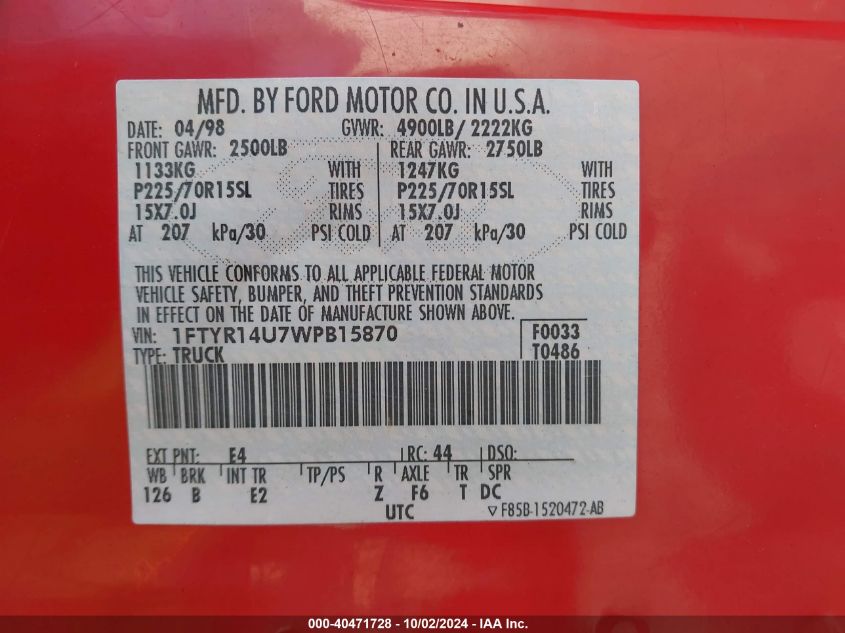 MFD. BY FORD MOTOR CO. IN U.S.A.
DATE: 04/98 GVWR: 4900LB/ 2222KG
FRONT GAWR: 2500LB REAR GAWR: 2750LB
1133KG WITH 1247KG WITH
P225/70R15SL TIRES P225/70R15SL TIRES
15X7.0J RIMS 15X7.0J RIMS
AT 207 kPa/30 PSI COLD AT 207 kPa/30 PSI COLD
THIS VEHICLE CONFORMS TO ALL APPLICABLE FEDERAL MOTOR
VEHICLE SAFETY, BUMPER, AND THEFT PREVENTION STANDARDS
IN EFFECT ON THE DATE OF MANUFACTURE SHOWN ABOVE.
VIN: 1FTYR14U7WPB15870 F0033
TYPE: TRUCK T0486
EXT PNT: E4 RC: 44 DSO:
WB BRK INT TR TP/PS R AXLE TR SPR
126 B E2 Z F6 T DC
UTC ▽ F85B-1520472-AB
000-40471728 - 10/02/2024 - IAA Inc.